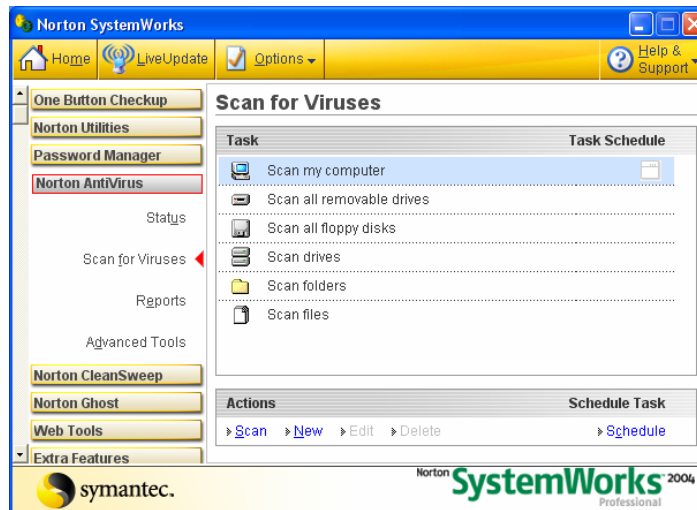 Norton SystemWorks
Home LiveUpdate Options Help & Support
One Button Checkup
Norton Utilities
Password Manager
Norton AntiVirus
Status
Scan for Viruses
Reports
Advanced Tools
Norton CleanSweep
Norton Ghost
Web Tools
Extra Features
Scan for Viruses
Task Task Schedule
Scan my computer
Scan all removable drives
Scan all floppy disks
Scan drives
Scan folders
Scan files
Actions Schedule Task
Scan New Edit Delete Schedule
symantec.
Norton SystemWorks 2004
Professional